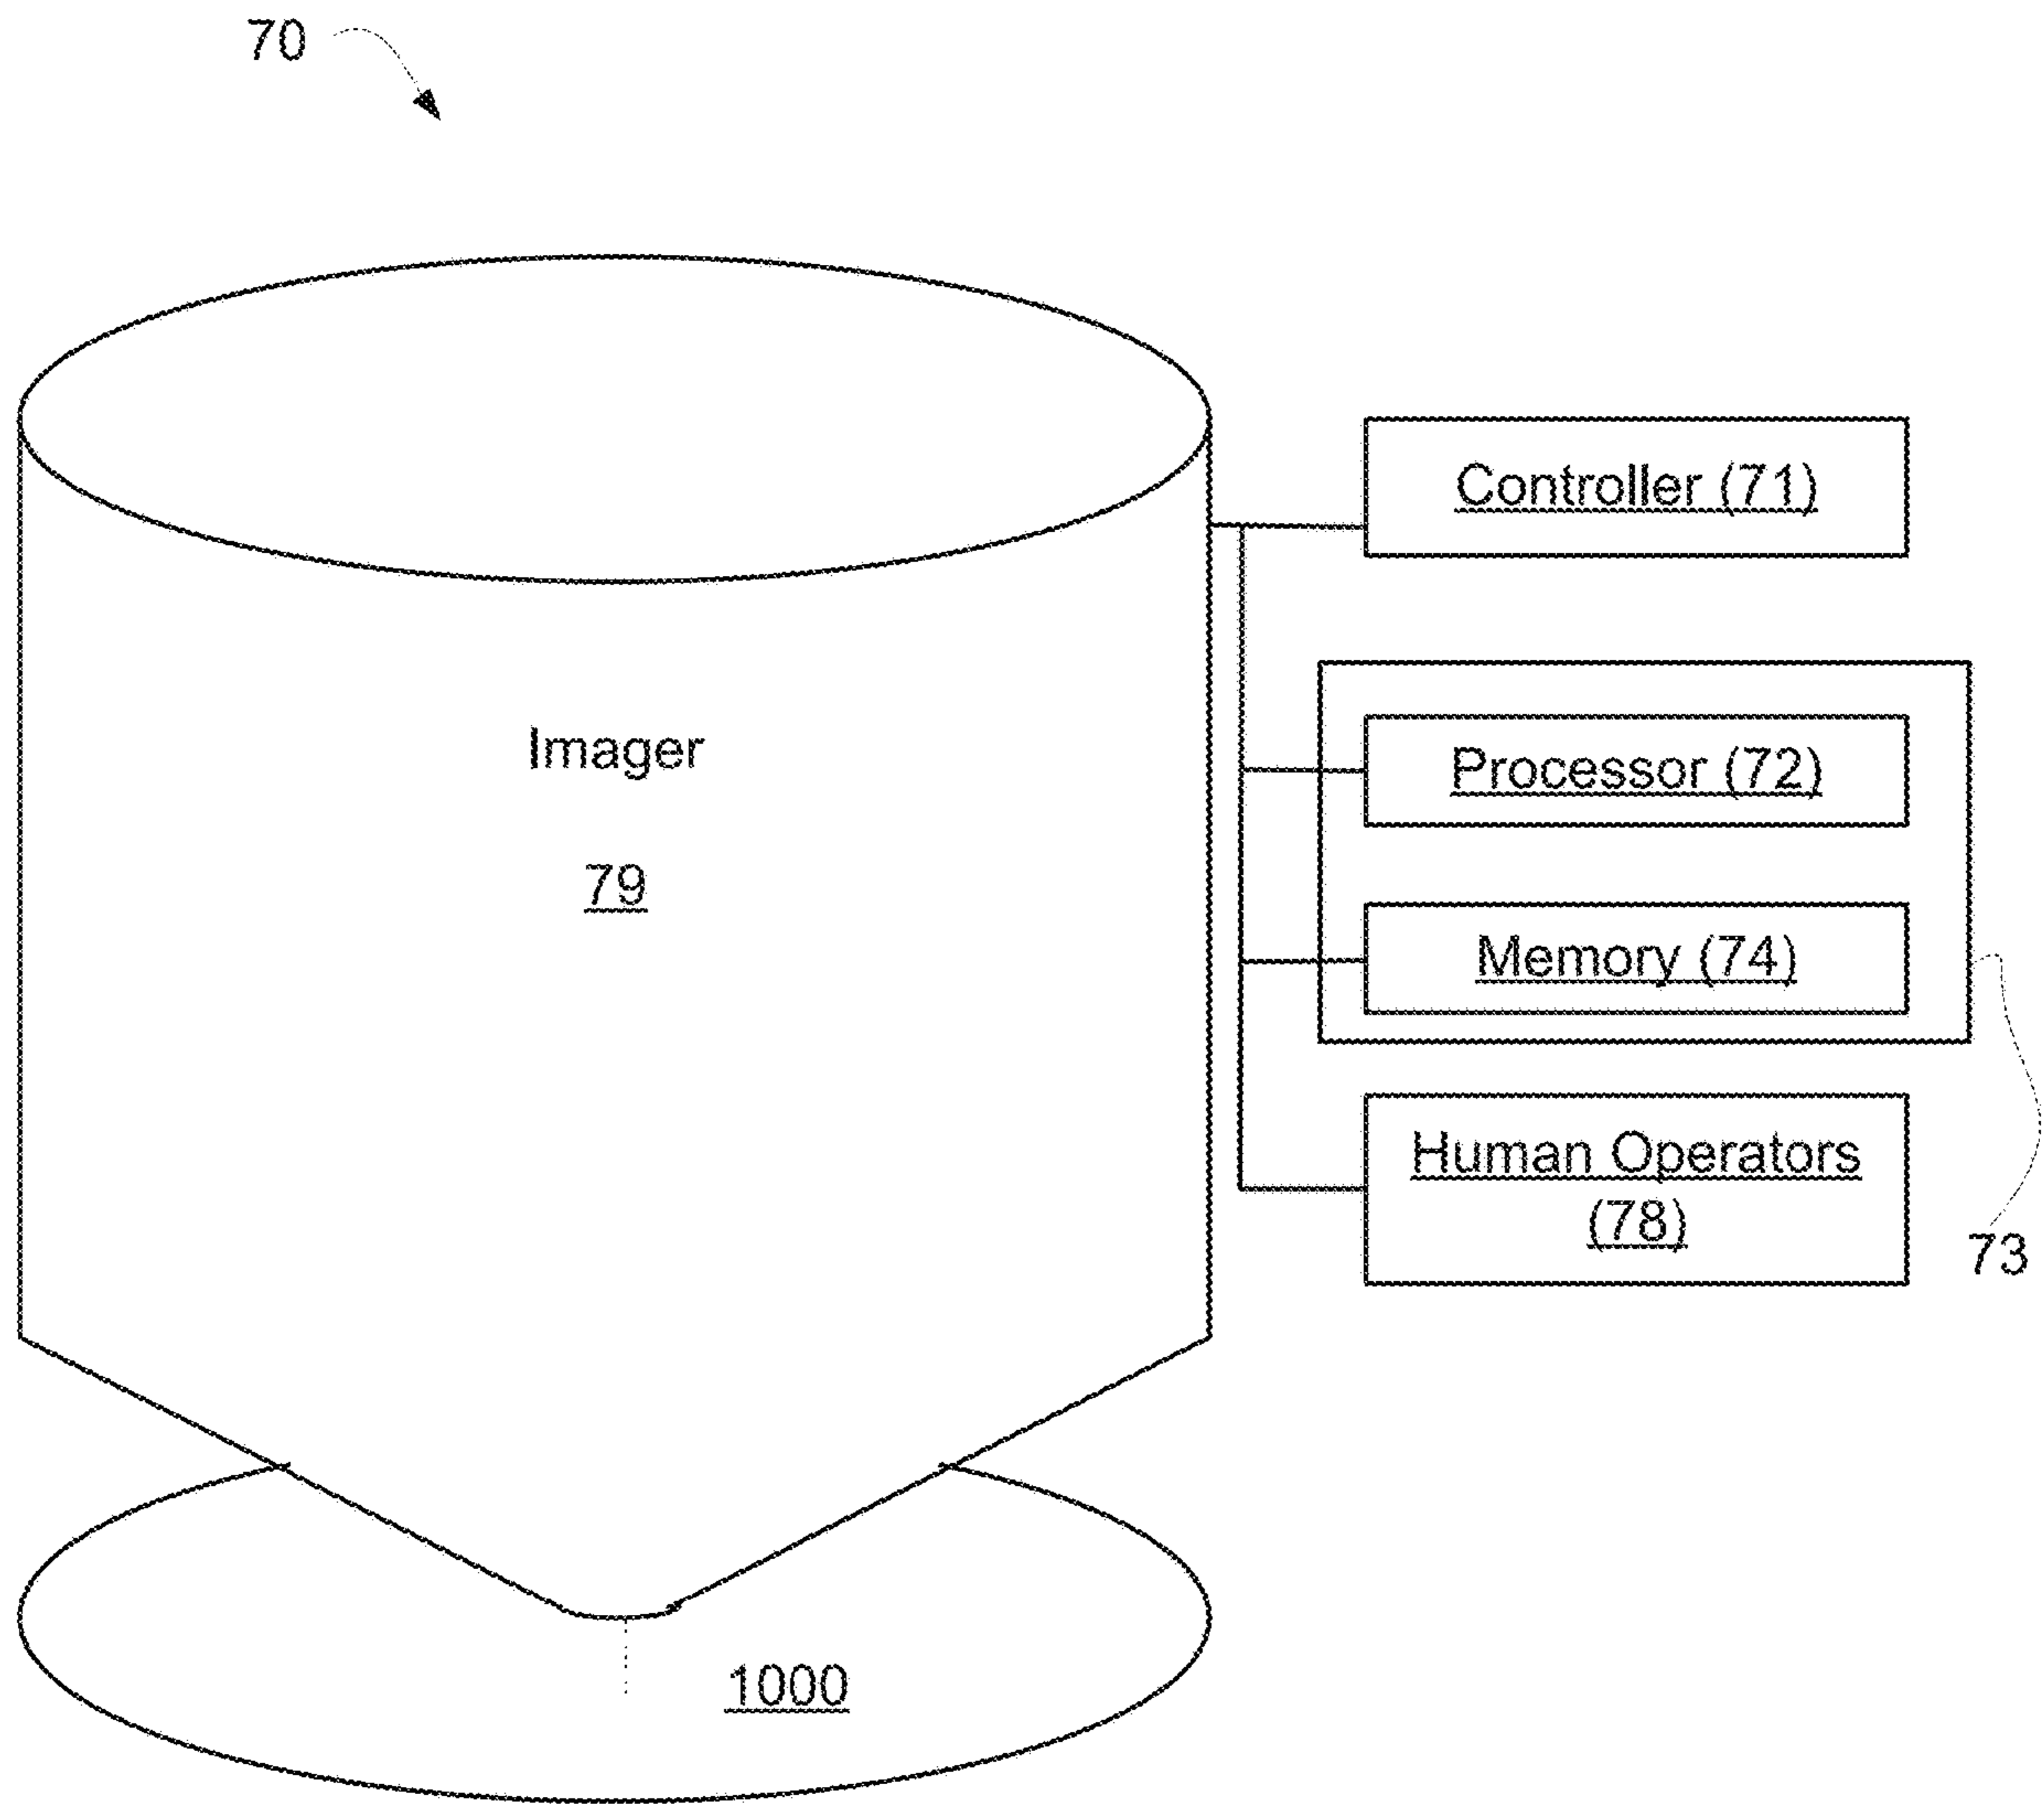 70
Controller (71)
Imager
79
Processor (72)
Memory (74)
Human Operators
(78)
73
1000